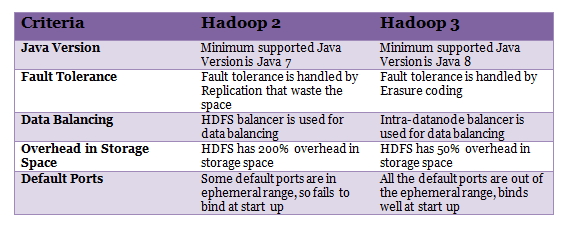 Criteria Hadoop 2 Hadoop 3
Java Version Minimum supported Java Minimum supported Java
Version is Java 7 Version is Java 8
Fault Tolerance Fault tolerance is handled by Fault tolerance is handled by
Replication that waste the Erasure coding
space
Data Balancing HDFS balancer is used for Intra-datanode balancer is
data balancing used for data balancing
Overhead in Storage HDFS has 200% overhead in HDFS has 50% overhead in
Space storage space storage space
Default Ports Some default ports are in All the default ports are out of
ephemeral range, so fails to the ephemeral range, binds
bind at start up well at start up